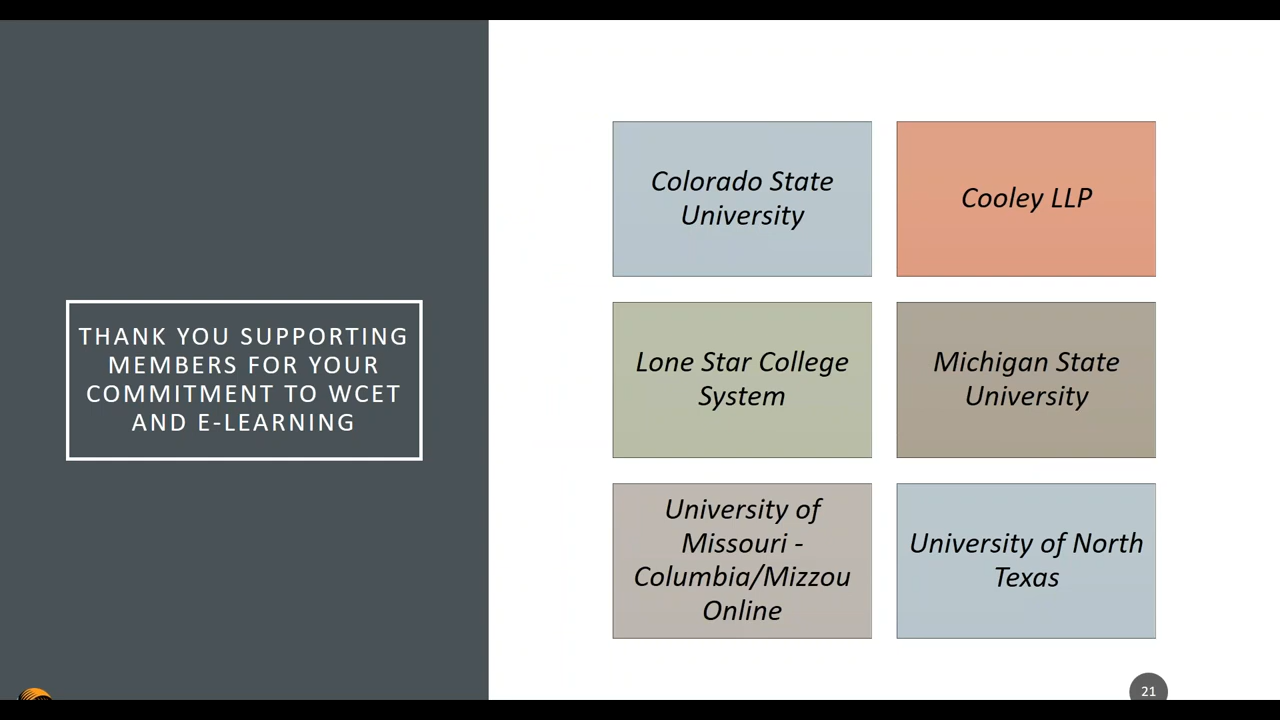 THANK YOU SUPPORTING
MEMBERS FOR YOUR
COMMITMENT TO WCET
AND E-LEARNING
Colorado State
University
Cooley LLP
Lone Star College
System
Michigan State
University
University of
Missouri -
Columbia/Mizzou
Online
University of North
Texas
21